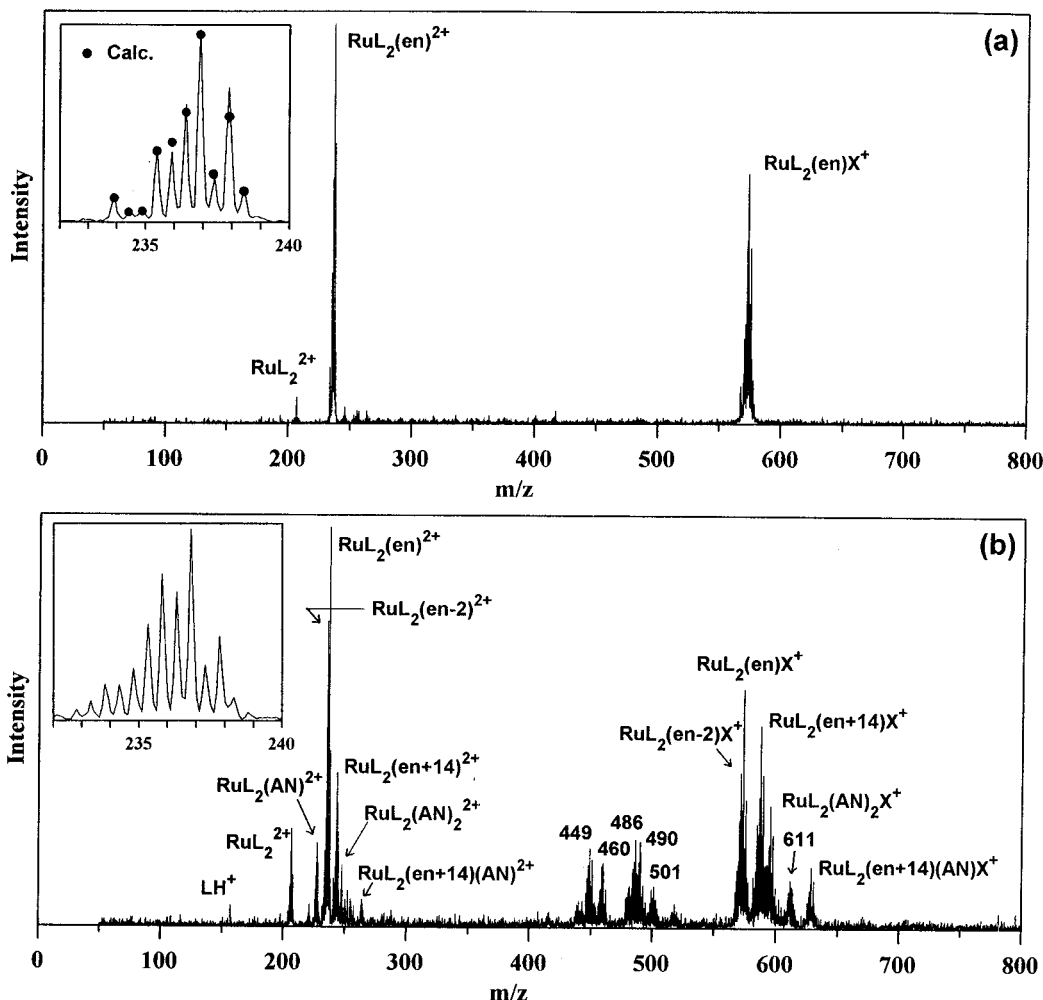 (a)
● Calc.
235 240
RuL₂(en)²⁺
RuL₂²⁺
RuL₂(en)X⁺
Intensity
0 100 200 300 400 500 600 700 800
m/z
(b)
235 240
RuL₂(en)²⁺
RuL₂(en-2)²⁺
RuL₂(en)X⁺
RuL₂(en-2)X⁺
RuL₂(en+14)X⁺
RuL₂(AN)²⁺
RuL₂(en+14)²⁺
RuL₂(AN)₂X⁺
RuL₂(AN)₂²⁺
RuL₂²⁺
449
486
490
460
501
611
RuL₂(en+14)(AN)²⁺
RuL₂(en+14)(AN)X⁺
LH⁺
Intensity
0 100 200 300 400 500 600 700 800
m/z